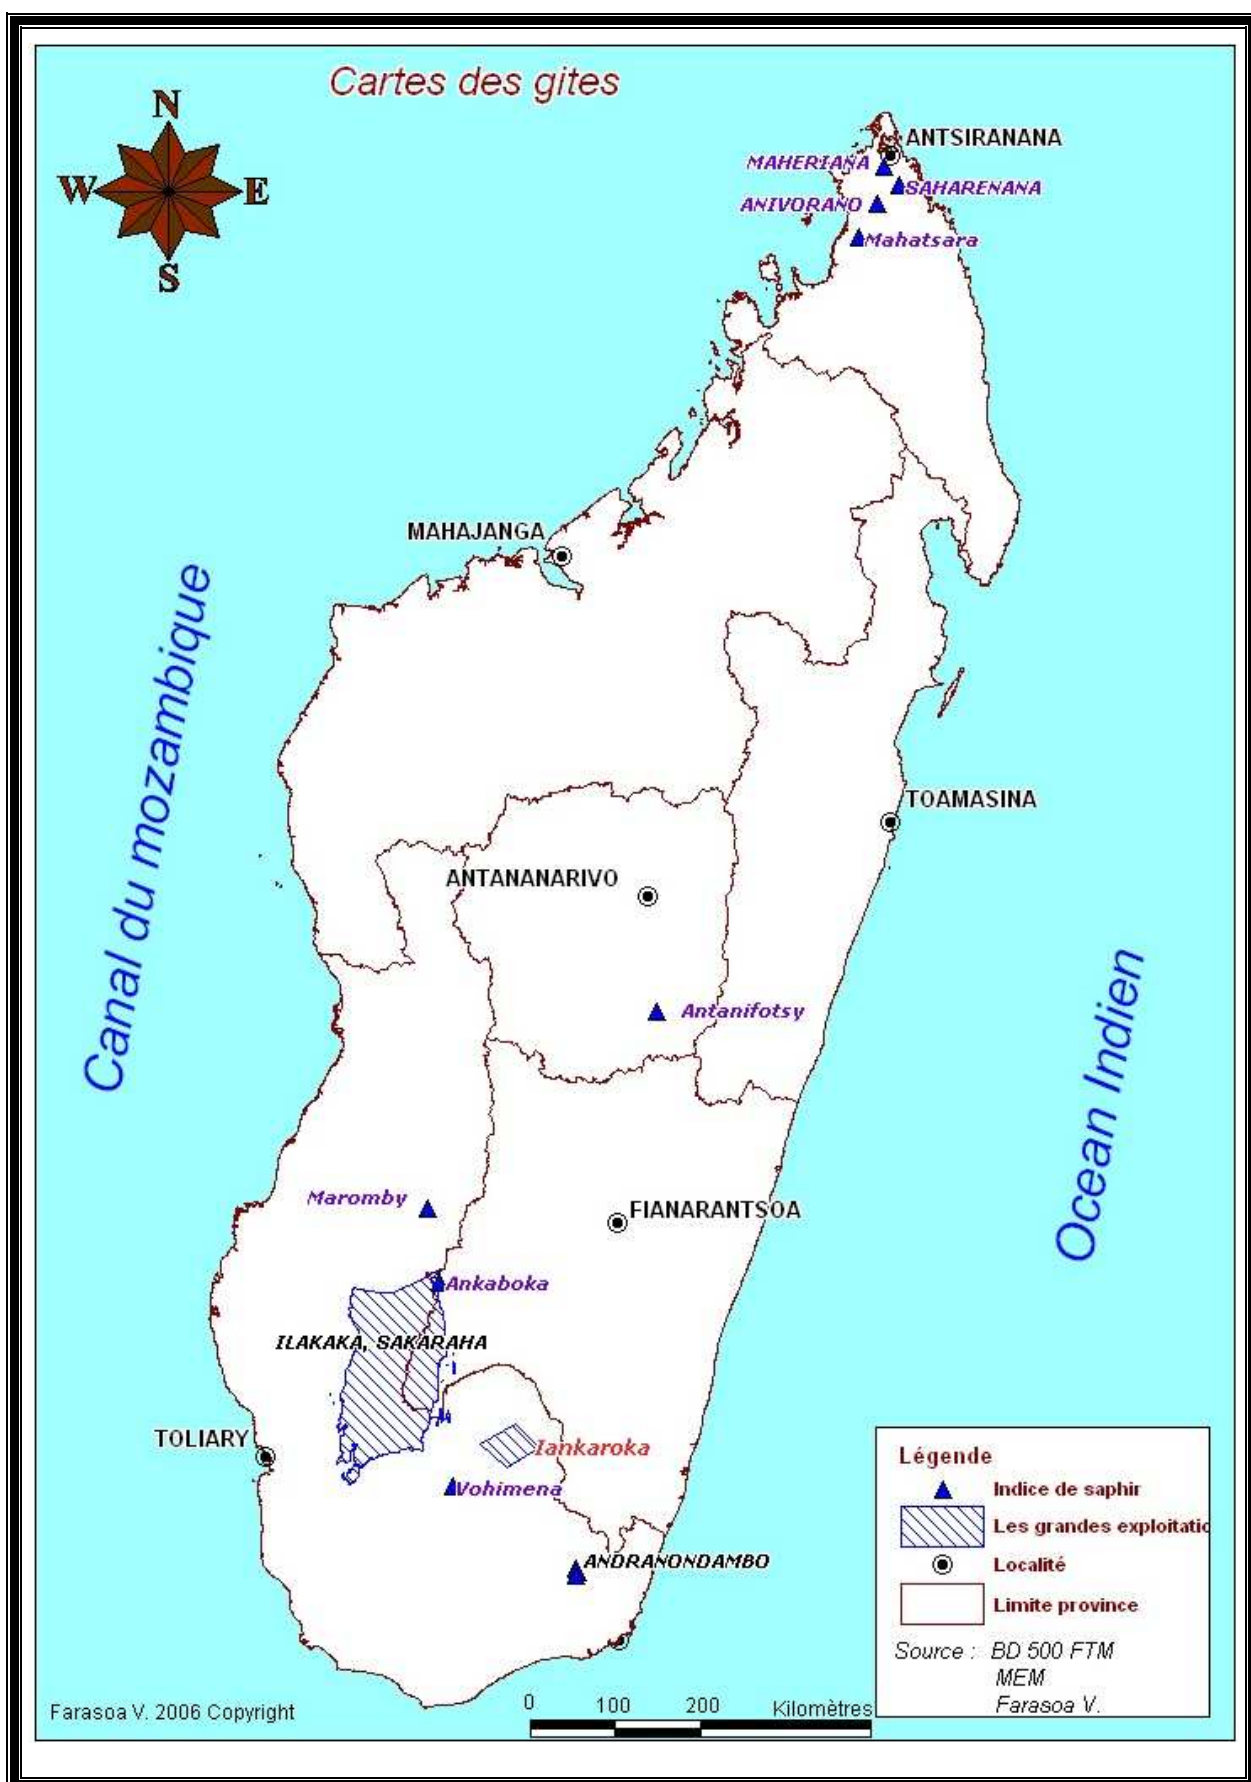 Cartes des gites
N
W
E
S
ANTSIRANANA
MAHERIANA
SAHARENANA
ANIVORANO
Mahatsara
MAHAJANGA
Canal du mozambique
TOAMASINA
ANTANANARIVO
Antanifotsy
Ocean Indien
Maromby
FIANARANTSOA
Ankaboka
ILAKAKA, SAKARAHA
TOLIARY
Iankaroka
Vohimena
ANDRANONDAMBO
Légende
Indice de saphir
Les grandes exploitatio
Localité
Limite province
Source : BD 500 FTM
MEM
Farasoa V.
Farasoa V. 2006 Copyright
0 100 200 Kilomètres